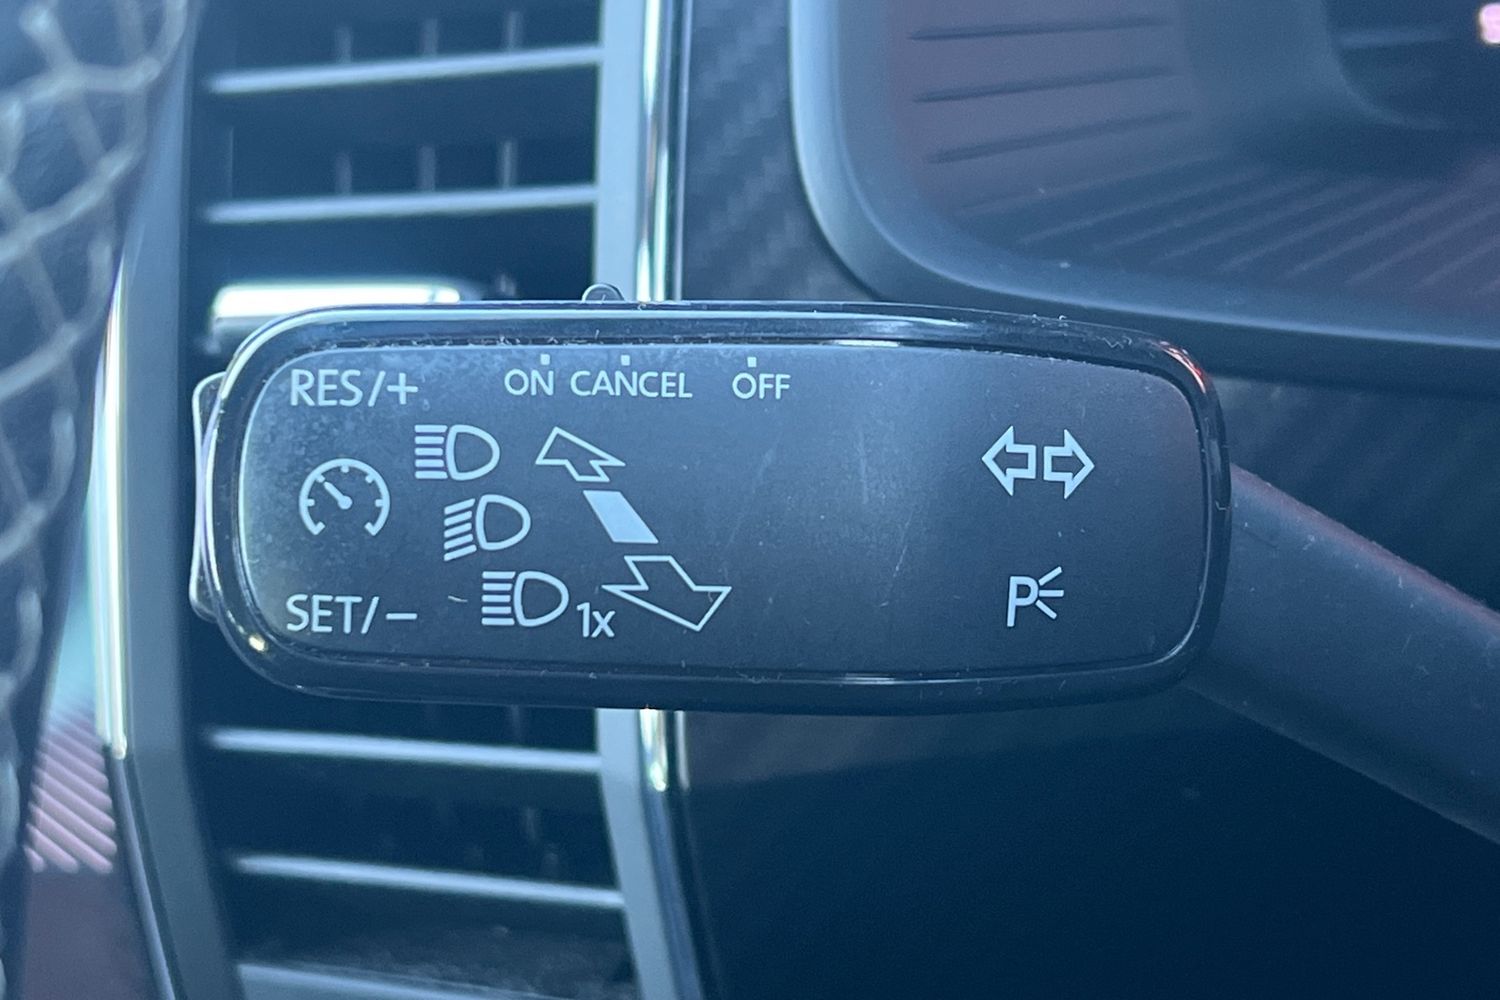 RES/+ ON CANCEL OFF
SET/- 1x P